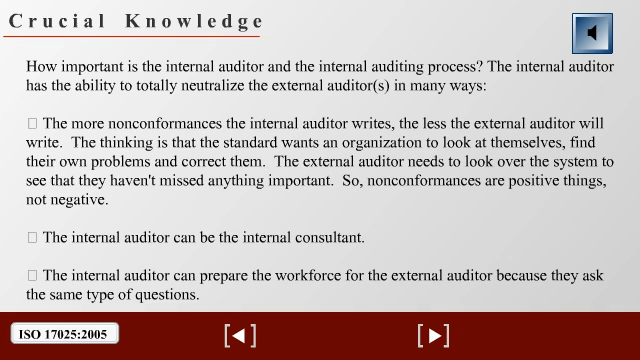 Crucial Knowledge
How important is the internal auditor and the internal auditing process? The internal auditor
has the ability to totally neutralize the external auditor(s) in many ways:
□ The more nonconformances the internal auditor writes, the less the external auditor will
write. The thinking is that the standard wants an organization to look at themselves, find
their own problems and correct them. The external auditor needs to look over the system to
see that they haven't missed anything important. So, nonconformances are positive things,
not negative.
□ The internal auditor can be the internal consultant.
□ The internal auditor can prepare the workforce for the external auditor because they ask
the same type of questions.
ISO 17025:2005